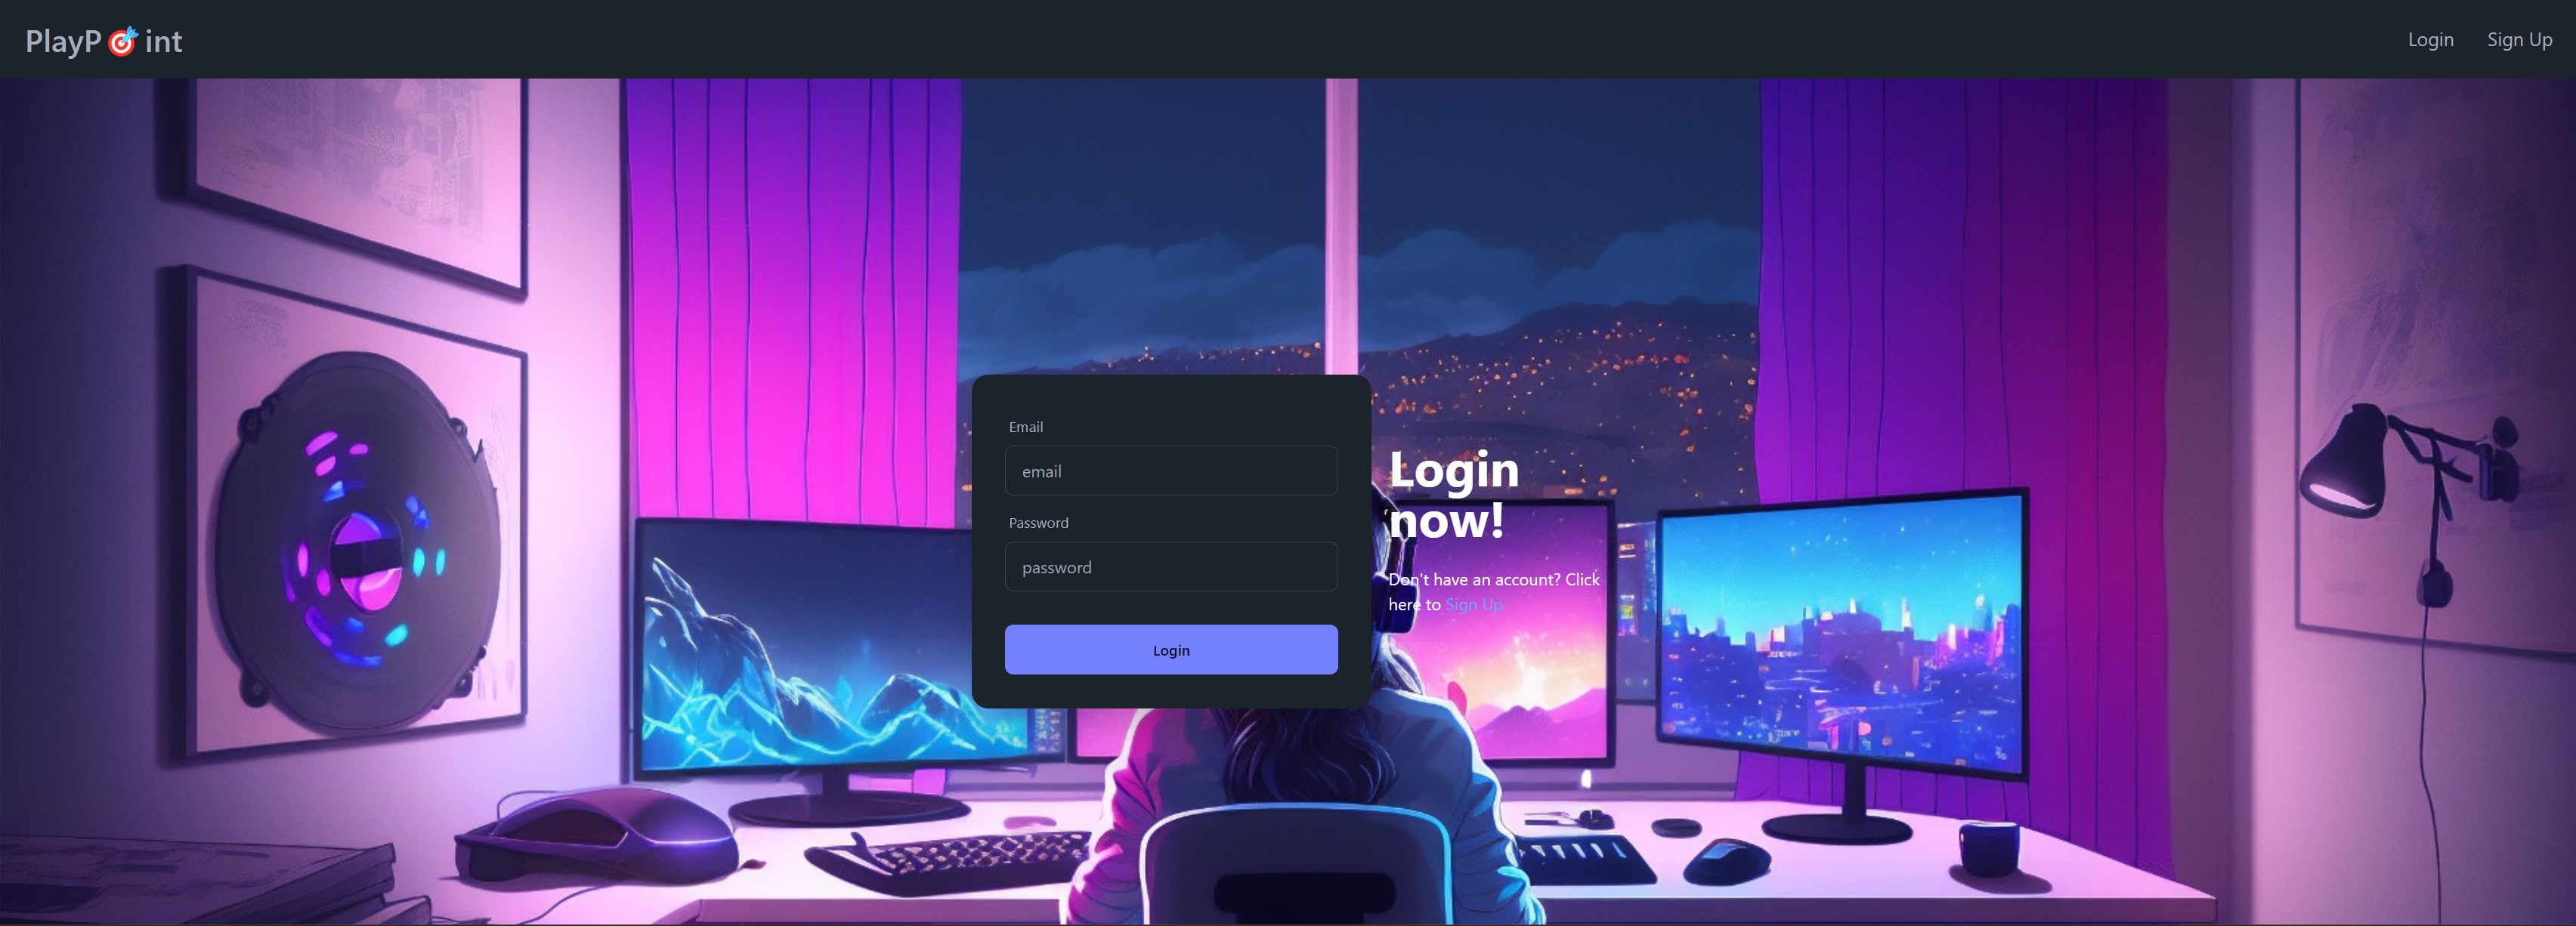 PlayP🎯int
Login
Sign Up
Email
email
Password
password
Login
Login
now!
Don't have an account? Click
here to Sign Up